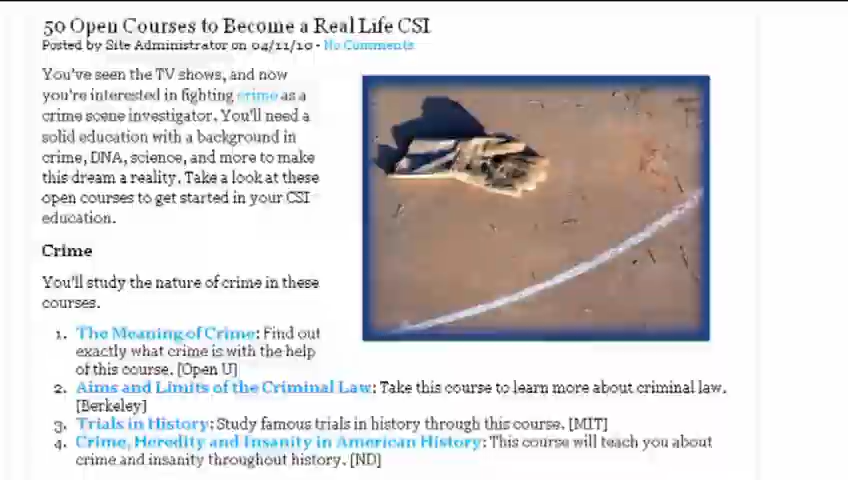 50 Open Courses to Become a Real Life CSI
Posted by Site Administrator on 04/11/10 - No Comments
You've seen the TV shows, and now
you're interested in fighting crime as a
crime scene investigator. You'll need a
solid education with a background in
crime, DNA, science, and more to make
this dream a reality. Take a look at these
open courses to get started in your CSI
education.
Crime
You'll study the nature of crime in these
courses.
1. The Meaning of Crime: Find out
exactly what crime is with the help
of this course. [Open U]
2. Aims and Limits of the Criminal Law: Take this course to learn more about criminal law.
[Berkeley]
3. Trials in History: Study famous trials in history through this course. [MIT]
4. Crime, Heredity and Insanity in American History: This course will teach you about
crime and insanity throughout history. [ND]